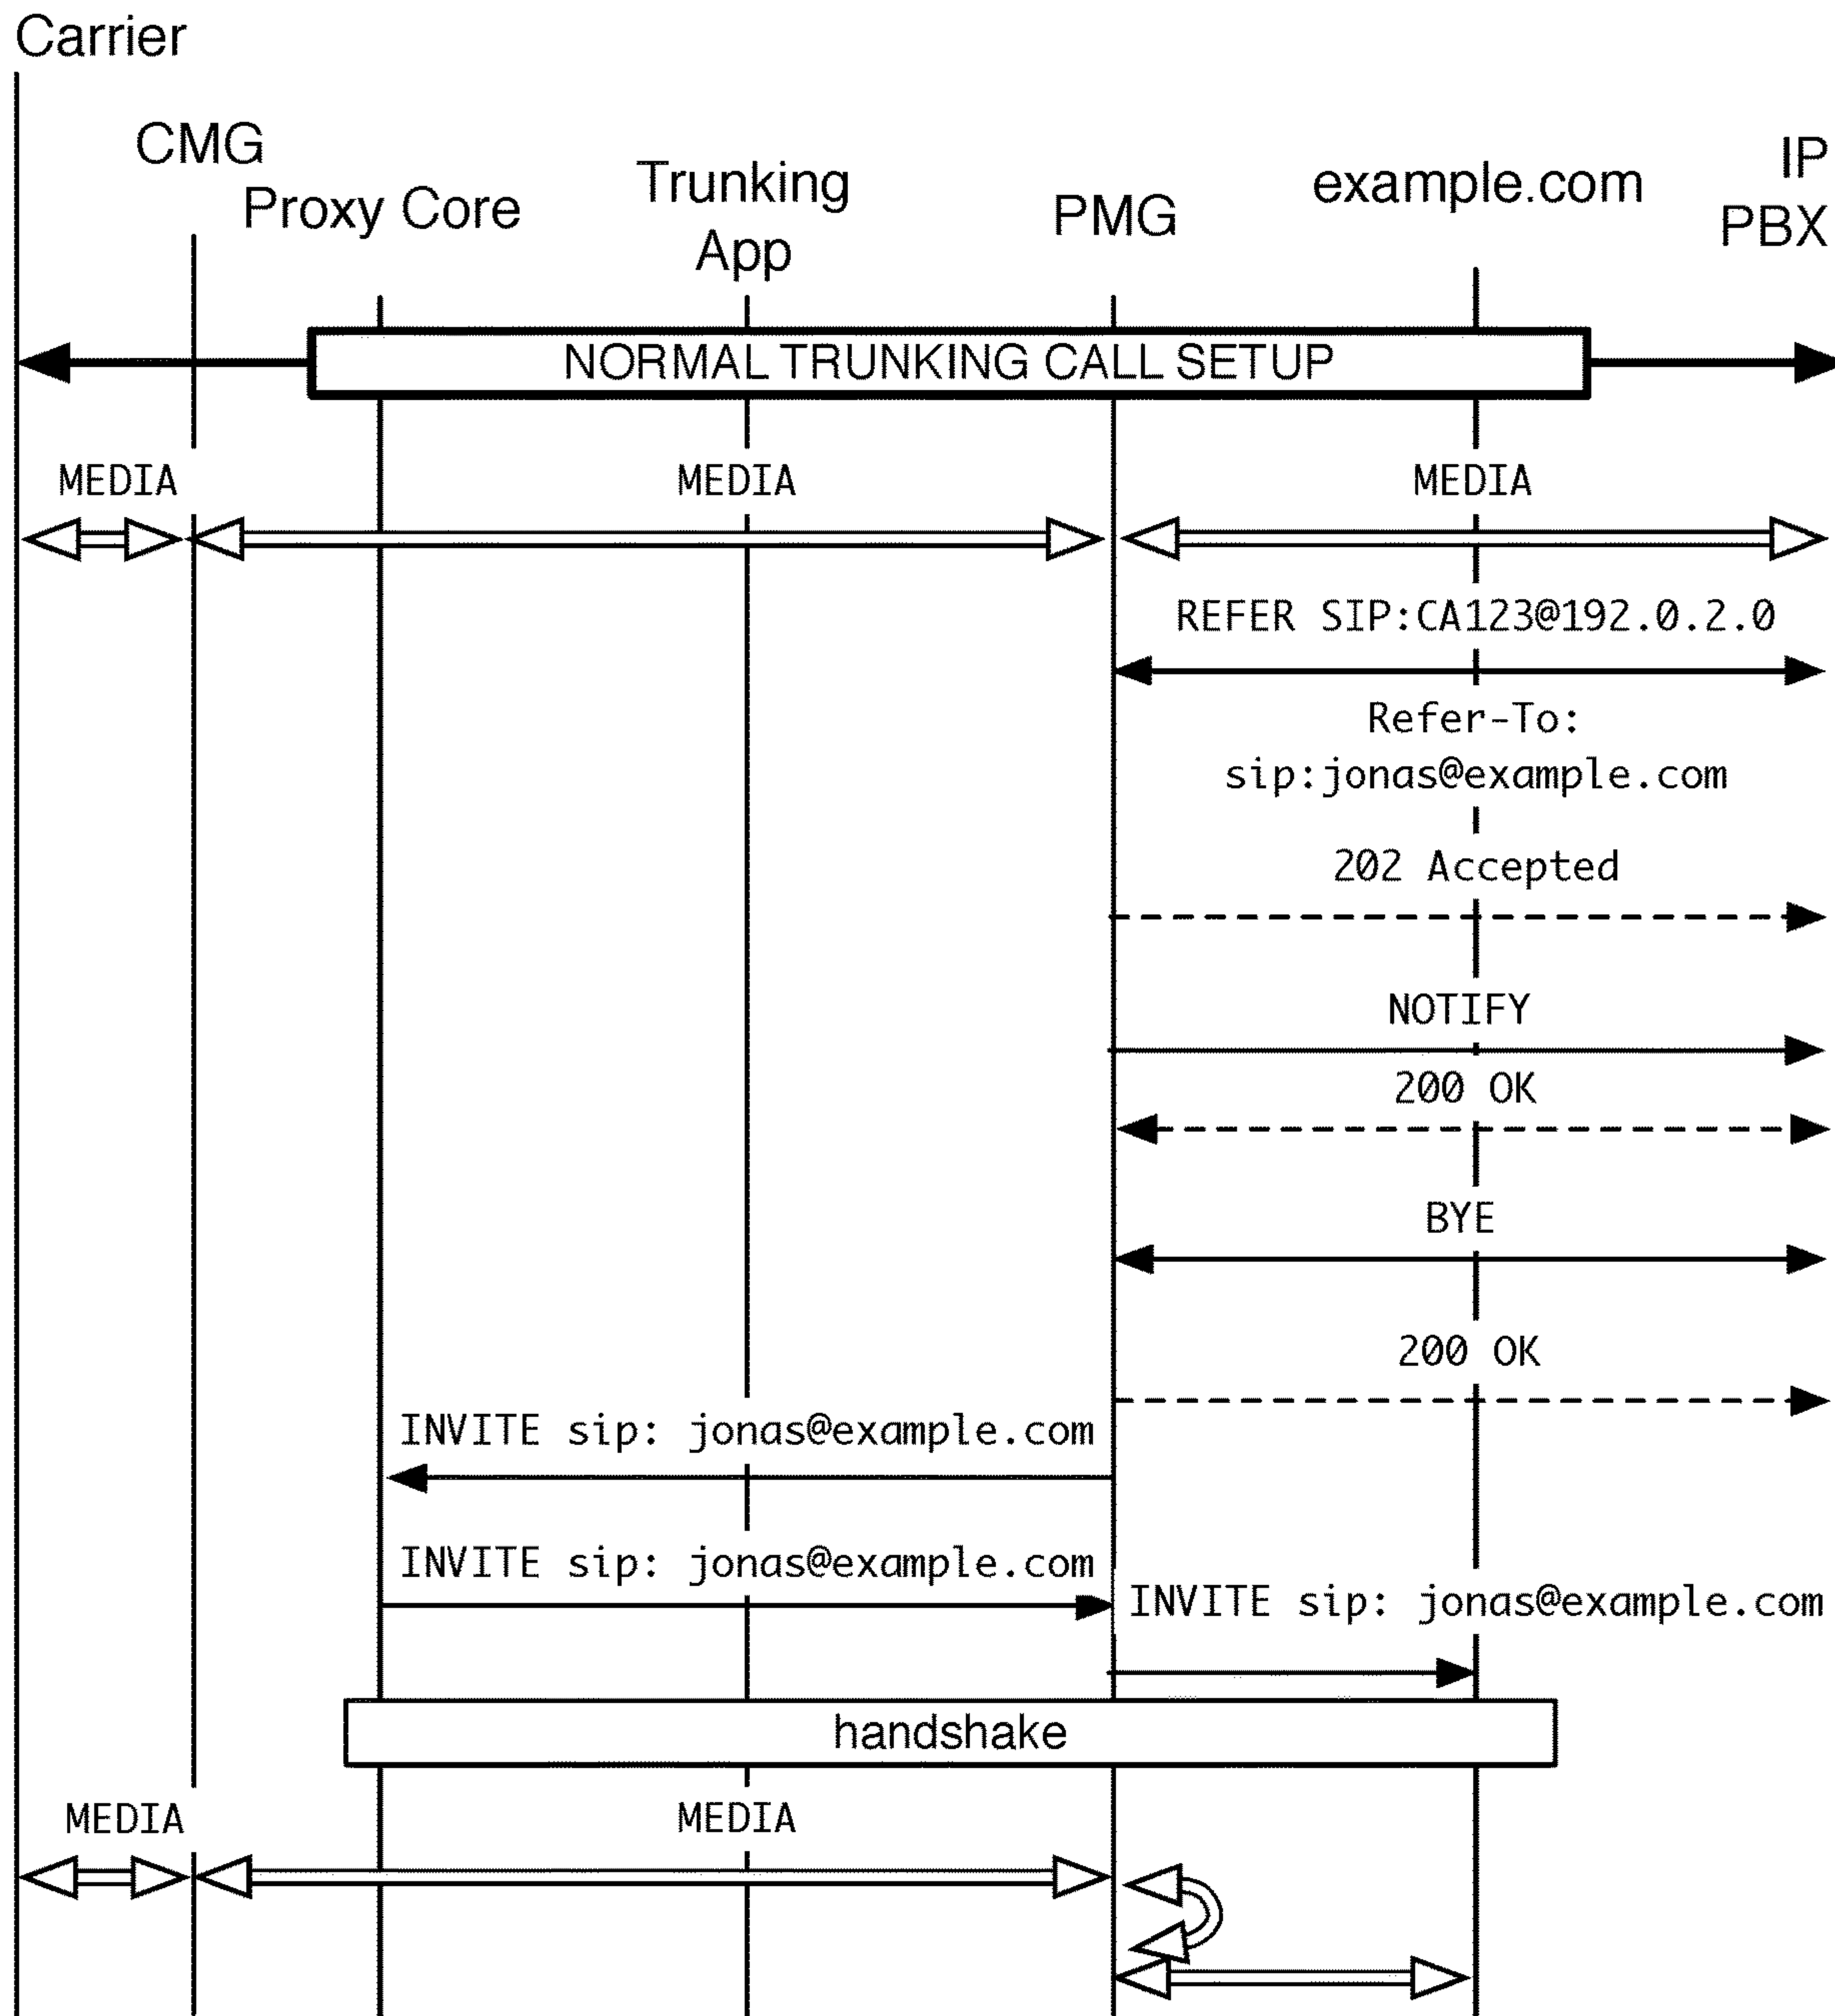 Carrier
CMG
Proxy Core
Trunking
App
PMG
example.com
IP
PBX
NORMAL TRUNKING CALL SETUP
MEDIA
MEDIA
MEDIA
REFER SIP:CA123@192.0.2.0
Refer-To:
sip:jonas@example.com
202 Accepted
NOTIFY
200 OK
BYE
200 OK
INVITE sip: jonas@example.com
INVITE sip: jonas@example.com
INVITE sip: jonas@example.com
handshake
MEDIA
MEDIA